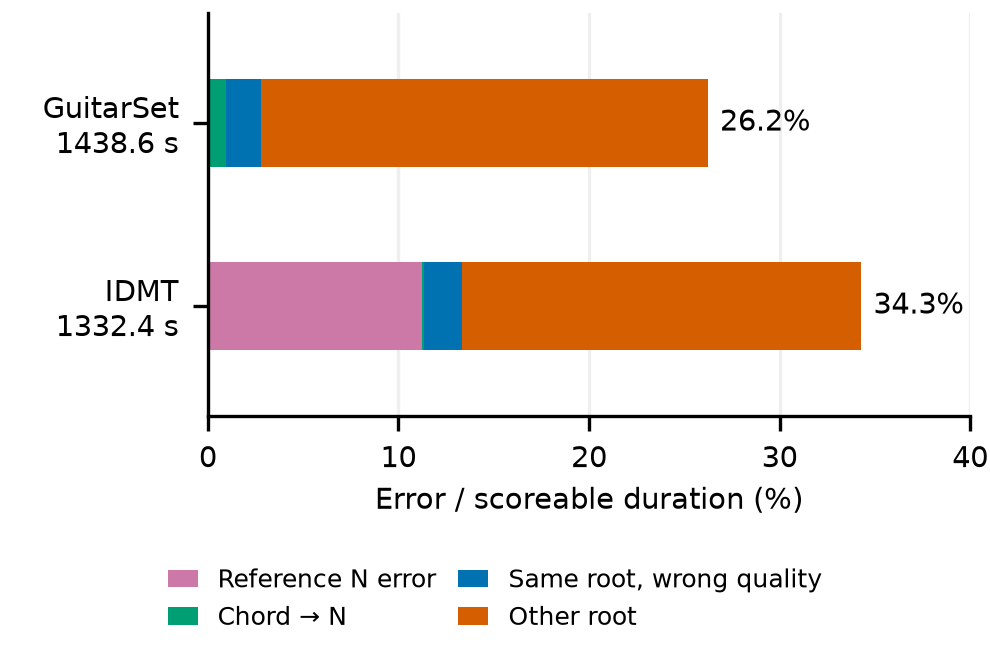 GuitarSet
1438.6 s
26.2%
IDMT
1332.4 s
34.3%
0 10 20 30 40
Error / scoreable duration (%)
Reference N error
Chord → N
Same root, wrong quality
Other root